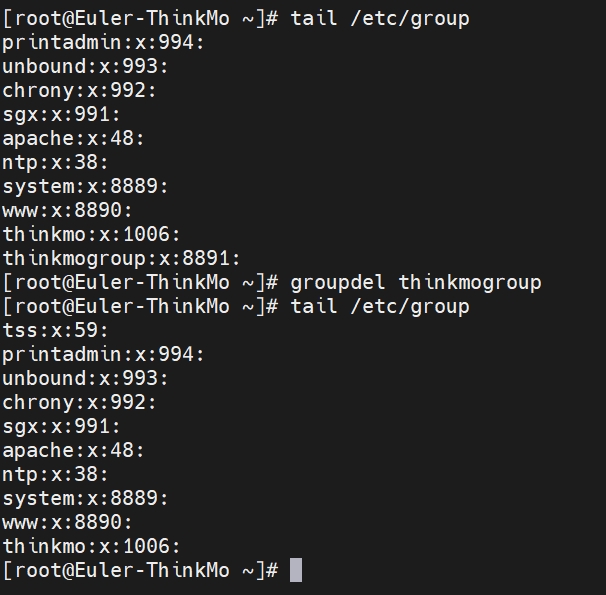 [root@Euler-ThinkMo ~]# tail /etc/group
printadmin:x:994:
unbound:x:993:
chrony:x:992:
sgx:x:991:
apache:x:48:
ntp:x:38:
system:x:8889:
www:x:8890:
thinkmo:x:1006:
thinkmogroup:x:8891:
[root@Euler-ThinkMo ~]# groupdel thinkmogroup
[root@Euler-ThinkMo ~]# tail /etc/group
tss:x:59:
printadmin:x:994:
unbound:x:993:
chrony:x:992:
sgx:x:991:
apache:x:48:
ntp:x:38:
system:x:8889:
www:x:8890:
thinkmo:x:1006:
[root@Euler-ThinkMo ~]#